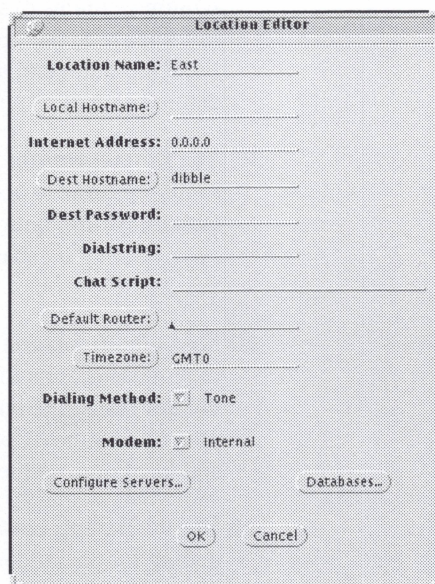 Location Editor
Location Name: East
Local Hostname:
Internet Address: 0.0.0.0
Dest Hostname: dibble
Dest Password:
Dialstring:
Chat Script:
Default Router:
Timezone: GMT0
Dialing Method: Tone
Modem: Internal
Configure Servers... Databases...
OK Cancel